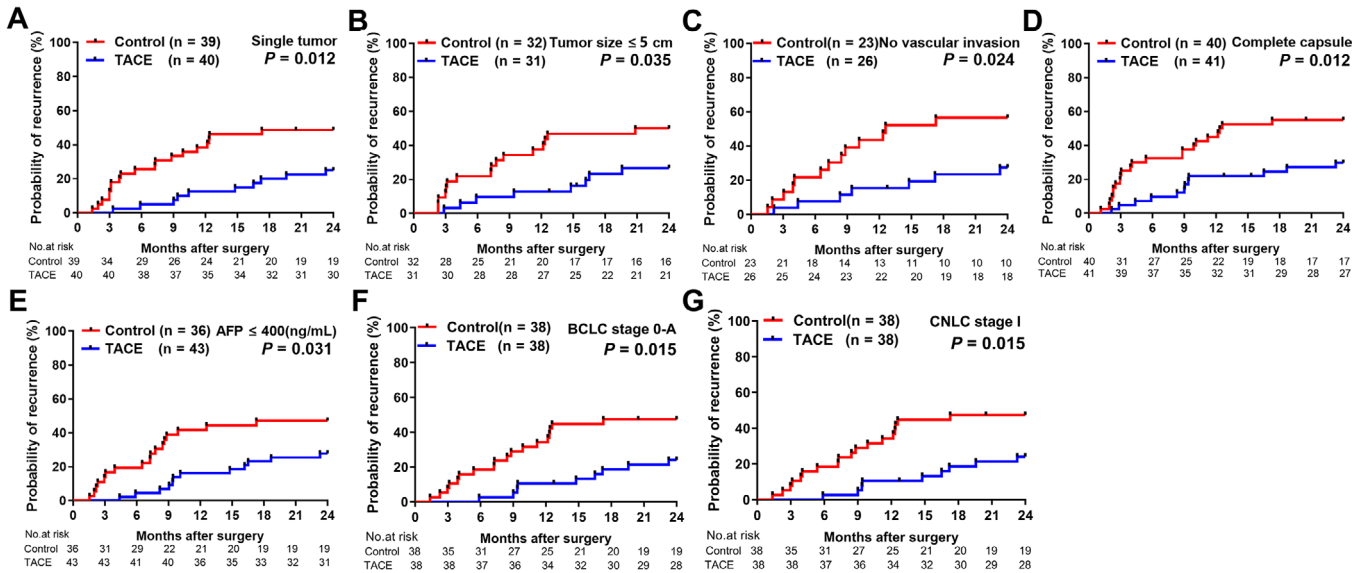 A
Control (n = 39) Single tumor
TACE (n = 40) P = 0.012
Probability of recurrence (%)
100
80
60
40
20
0
0 3 6 9 12 15 18 21 24
Months after surgery
No.at risk
Control 39 34 29 26 24 21 20 19 19
TACE 40 40 38 37 35 34 32 31 30
B
Control (n = 32) Tumor size ≤ 5 cm
TACE (n = 31) P = 0.035
Probability of recurrence (%)
100
80
60
40
20
0
0 3 6 9 12 15 18 21 24
Months after surgery
No.at risk
Control 32 28 25 21 20 17 17 16 16
TACE 31 30 28 28 27 25 22 21 21
C
Control(n = 23)No vascular invasion
TACE (n = 26) P = 0.024
Probability of recurrence (%)
100
80
60
40
20
0
0 3 6 9 12 15 18 21 24
Months after surgery
No.at risk
Control 23 21 18 14 13 11 10 10 10
TACE 26 25 24 23 22 20 19 18 18
D
Control (n = 40) Complete capsule
TACE (n = 41) P = 0.012
Probability of recurrence (%)
100
80
60
40
20
0
0 3 6 9 12 15 18 21 24
Months after surgery
No.at risk
Control 40 31 27 25 22 19 18 17 17
TACE 41 39 37 35 32 31 29 28 27
E
Control (n = 36) AFP ≤ 400(ng/mL)
TACE (n = 43) P = 0.031
Probability of recurrence (%)
100
80
60
40
20
0
0 3 6 9 12 15 18 21 24
Months after surgery
No.at risk
Control 36 31 29 22 21 20 19 19 19
TACE 43 43 41 40 36 35 33 32 31
F
Control(n = 38) BCLC stage 0-A
TACE (n = 38) P = 0.015
Probability of recurrence (%)
100
80
60
40
20
0
0 3 6 9 12 15 18 21 24
Months after surgery
No.at risk
Control 38 35 31 27 25 21 20 19 19
TACE 38 38 37 36 34 32 30 29 28
G
Control(n = 38) CNLC stage I
TACE (n = 38) P = 0.015
Probability of recurrence (%)
100
80
60
40
20
0
0 3 6 9 12 15 18 21 24
Months after surgery
No.at risk
Control 38 35 31 27 25 21 20 19 19
TACE 38 38 37 36 34 32 30 29 28